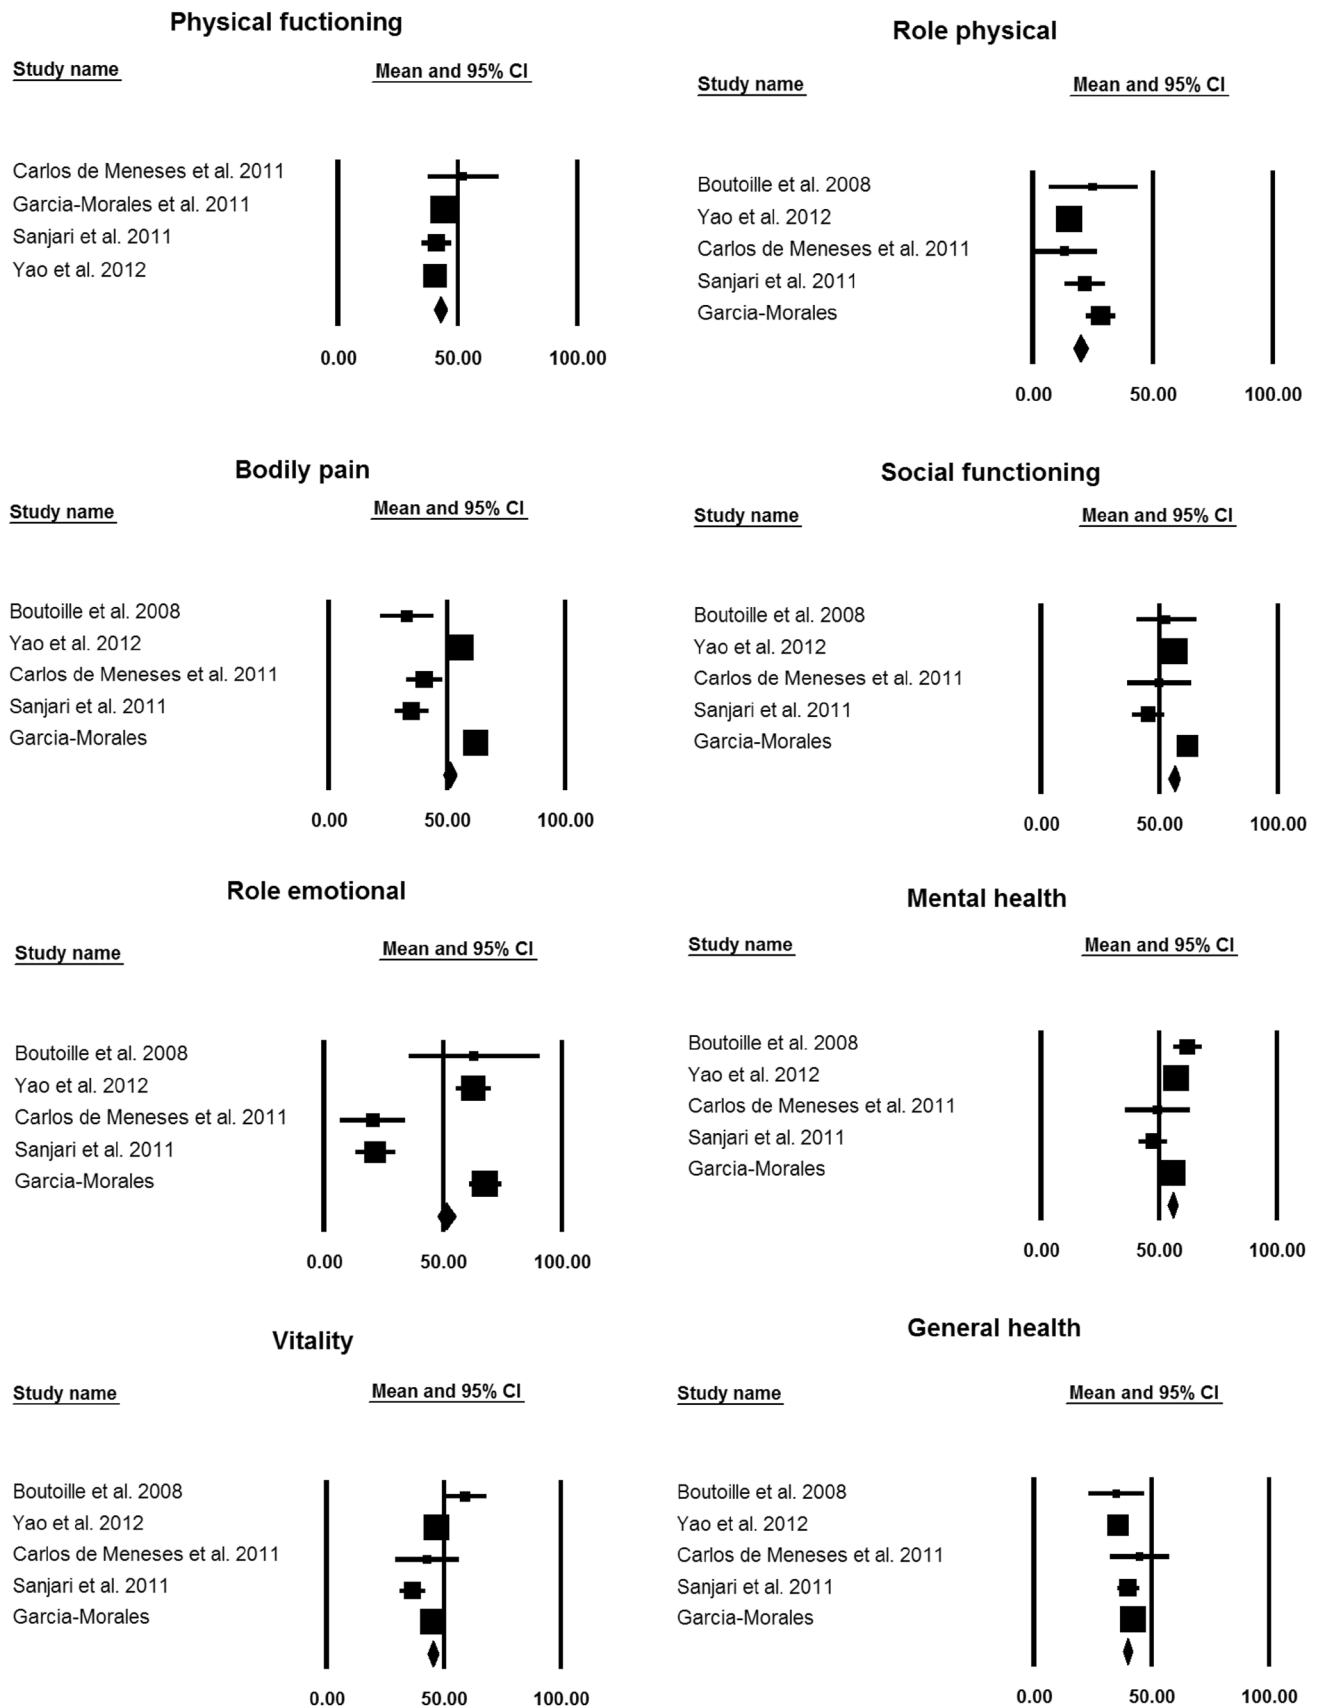 Physical fuctioning
Study name
Mean and 95% CI
Carlos de Meneses et al. 2011
Garcia-Morales et al. 2011
Sanjari et al. 2011
Yao et al. 2012
0.00 50.00 100.00
Role physical
Study name
Mean and 95% CI
Boutoille et al. 2008
Yao et al. 2012
Carlos de Meneses et al. 2011
Sanjari et al. 2011
Garcia-Morales
0.00 50.00 100.00
Bodily pain
Study name
Mean and 95% CI
Boutoille et al. 2008
Yao et al. 2012
Carlos de Meneses et al. 2011
Sanjari et al. 2011
Garcia-Morales
0.00 50.00 100.00
Social functioning
Study name
Mean and 95% CI
Boutoille et al. 2008
Yao et al. 2012
Carlos de Meneses et al. 2011
Sanjari et al. 2011
Garcia-Morales
0.00 50.00 100.00
Role emotional
Study name
Mean and 95% CI
Boutoille et al. 2008
Yao et al. 2012
Carlos de Meneses et al. 2011
Sanjari et al. 2011
Garcia-Morales
0.00 50.00 100.00
Mental health
Study name
Mean and 95% CI
Boutoille et al. 2008
Yao et al. 2012
Carlos de Meneses et al. 2011
Sanjari et al. 2011
Garcia-Morales
0.00 50.00 100.00
Vitality
Study name
Mean and 95% CI
Boutoille et al. 2008
Yao et al. 2012
Carlos de Meneses et al. 2011
Sanjari et al. 2011
Garcia-Morales
0.00 50.00 100.00
General health
Study name
Mean and 95% CI
Boutoille et al. 2008
Yao et al. 2012
Carlos de Meneses et al. 2011
Sanjari et al. 2011
Garcia-Morales
0.00 50.00 100.00